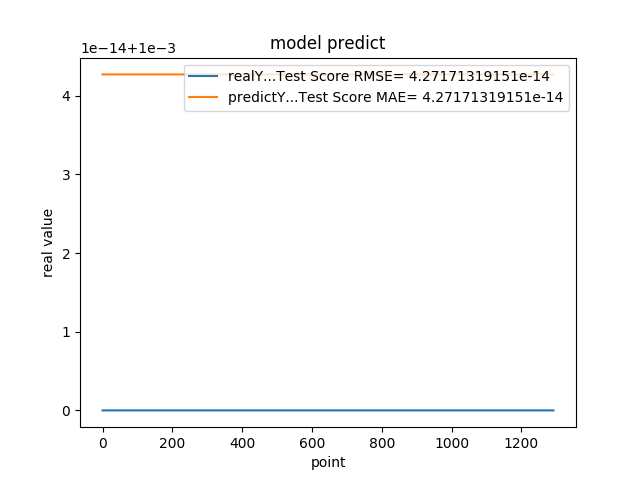 model predict
1e−14+1e−3
realY...Test Score RMSE= 4.27171319151e-14
predictY...Test Score MAE= 4.27171319151e-14
4
3
2
1
0
real value
0 200 400 600 800 1000 1200
point